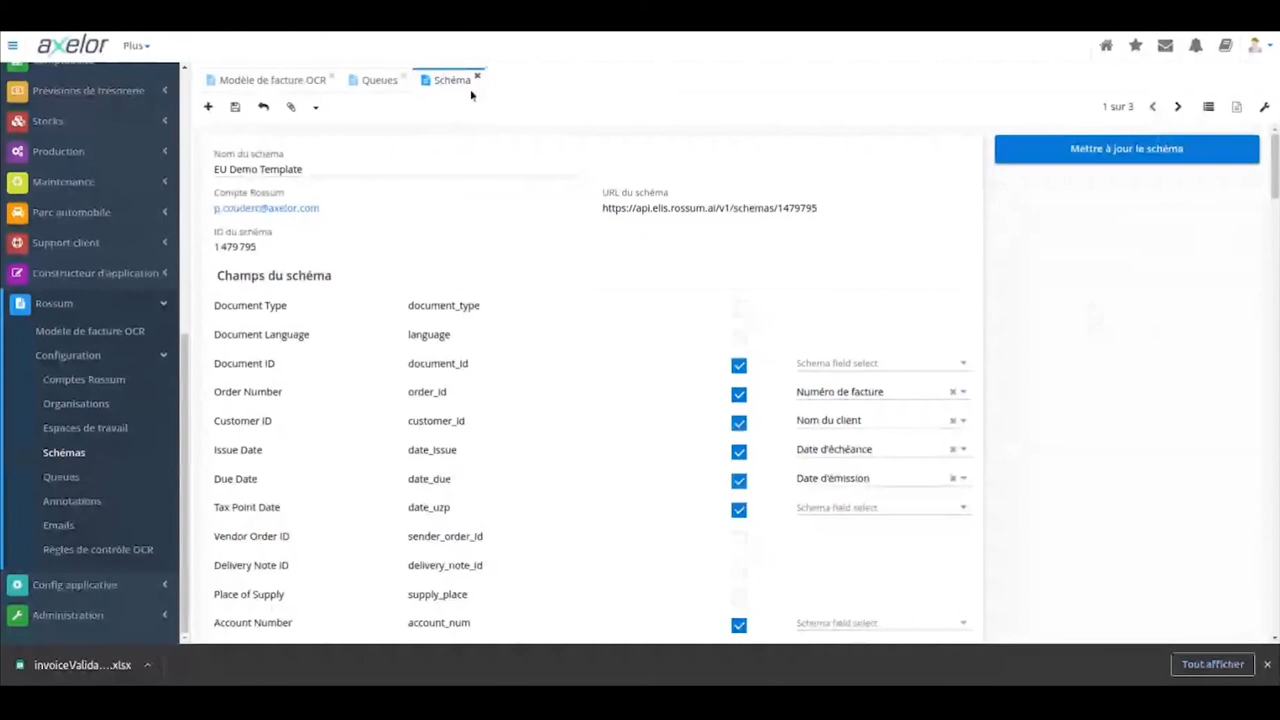 axelor
Plus
Modèle de facture OCR
Queues
Schéma
1 sur 3
Prévisions de trésorerie
Stocks
Production
Maintenance
Parc automobile
Support client
Constructeur d'application
Rossum
Modèle de facture OCR
Configuration
Comptes Rossum
Organisations
Espaces de travail
Schémas
Queues
Annotations
Emails
Règles de contrôle OCR
Config applicative
Administration
Nom du schéma
EU Demo Template
Compte Rossum
URL du schéma
p.couderc@axelor.com
https://api.elis.rossum.ai/v1/schemas/1479795
ID du schéma
1 479 795
Mettre à jour le schéma
Champs du schéma
Document Type document_type
Document Language language
Document ID document_id Schema field select
Order Number order_id Numéro de facture
Customer ID customer_id Nom du client
Issue Date date_issue Date d'échéance
Due Date date_due Date d'émission
Tax Point Date date_uzp Schema field select
Vendor Order ID sender_order_id
Delivery Note ID delivery_note_id
Place of Supply supply_place
Account Number account_num Schema field select
invoiceValida....xlsx
Tout afficher